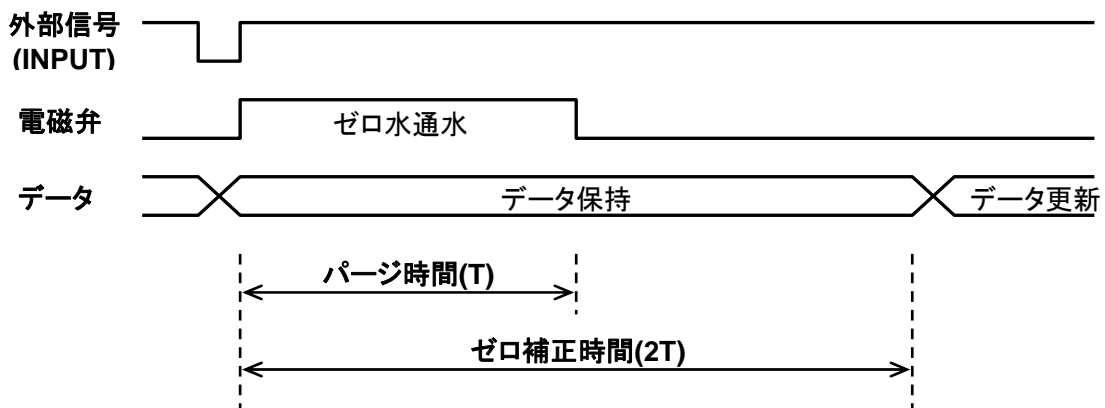 外部信号
(INPUT)
電磁弁
ゼロ水通水
データ
データ保持
データ更新
パージ時間(T)
ゼロ補正時間(2T)